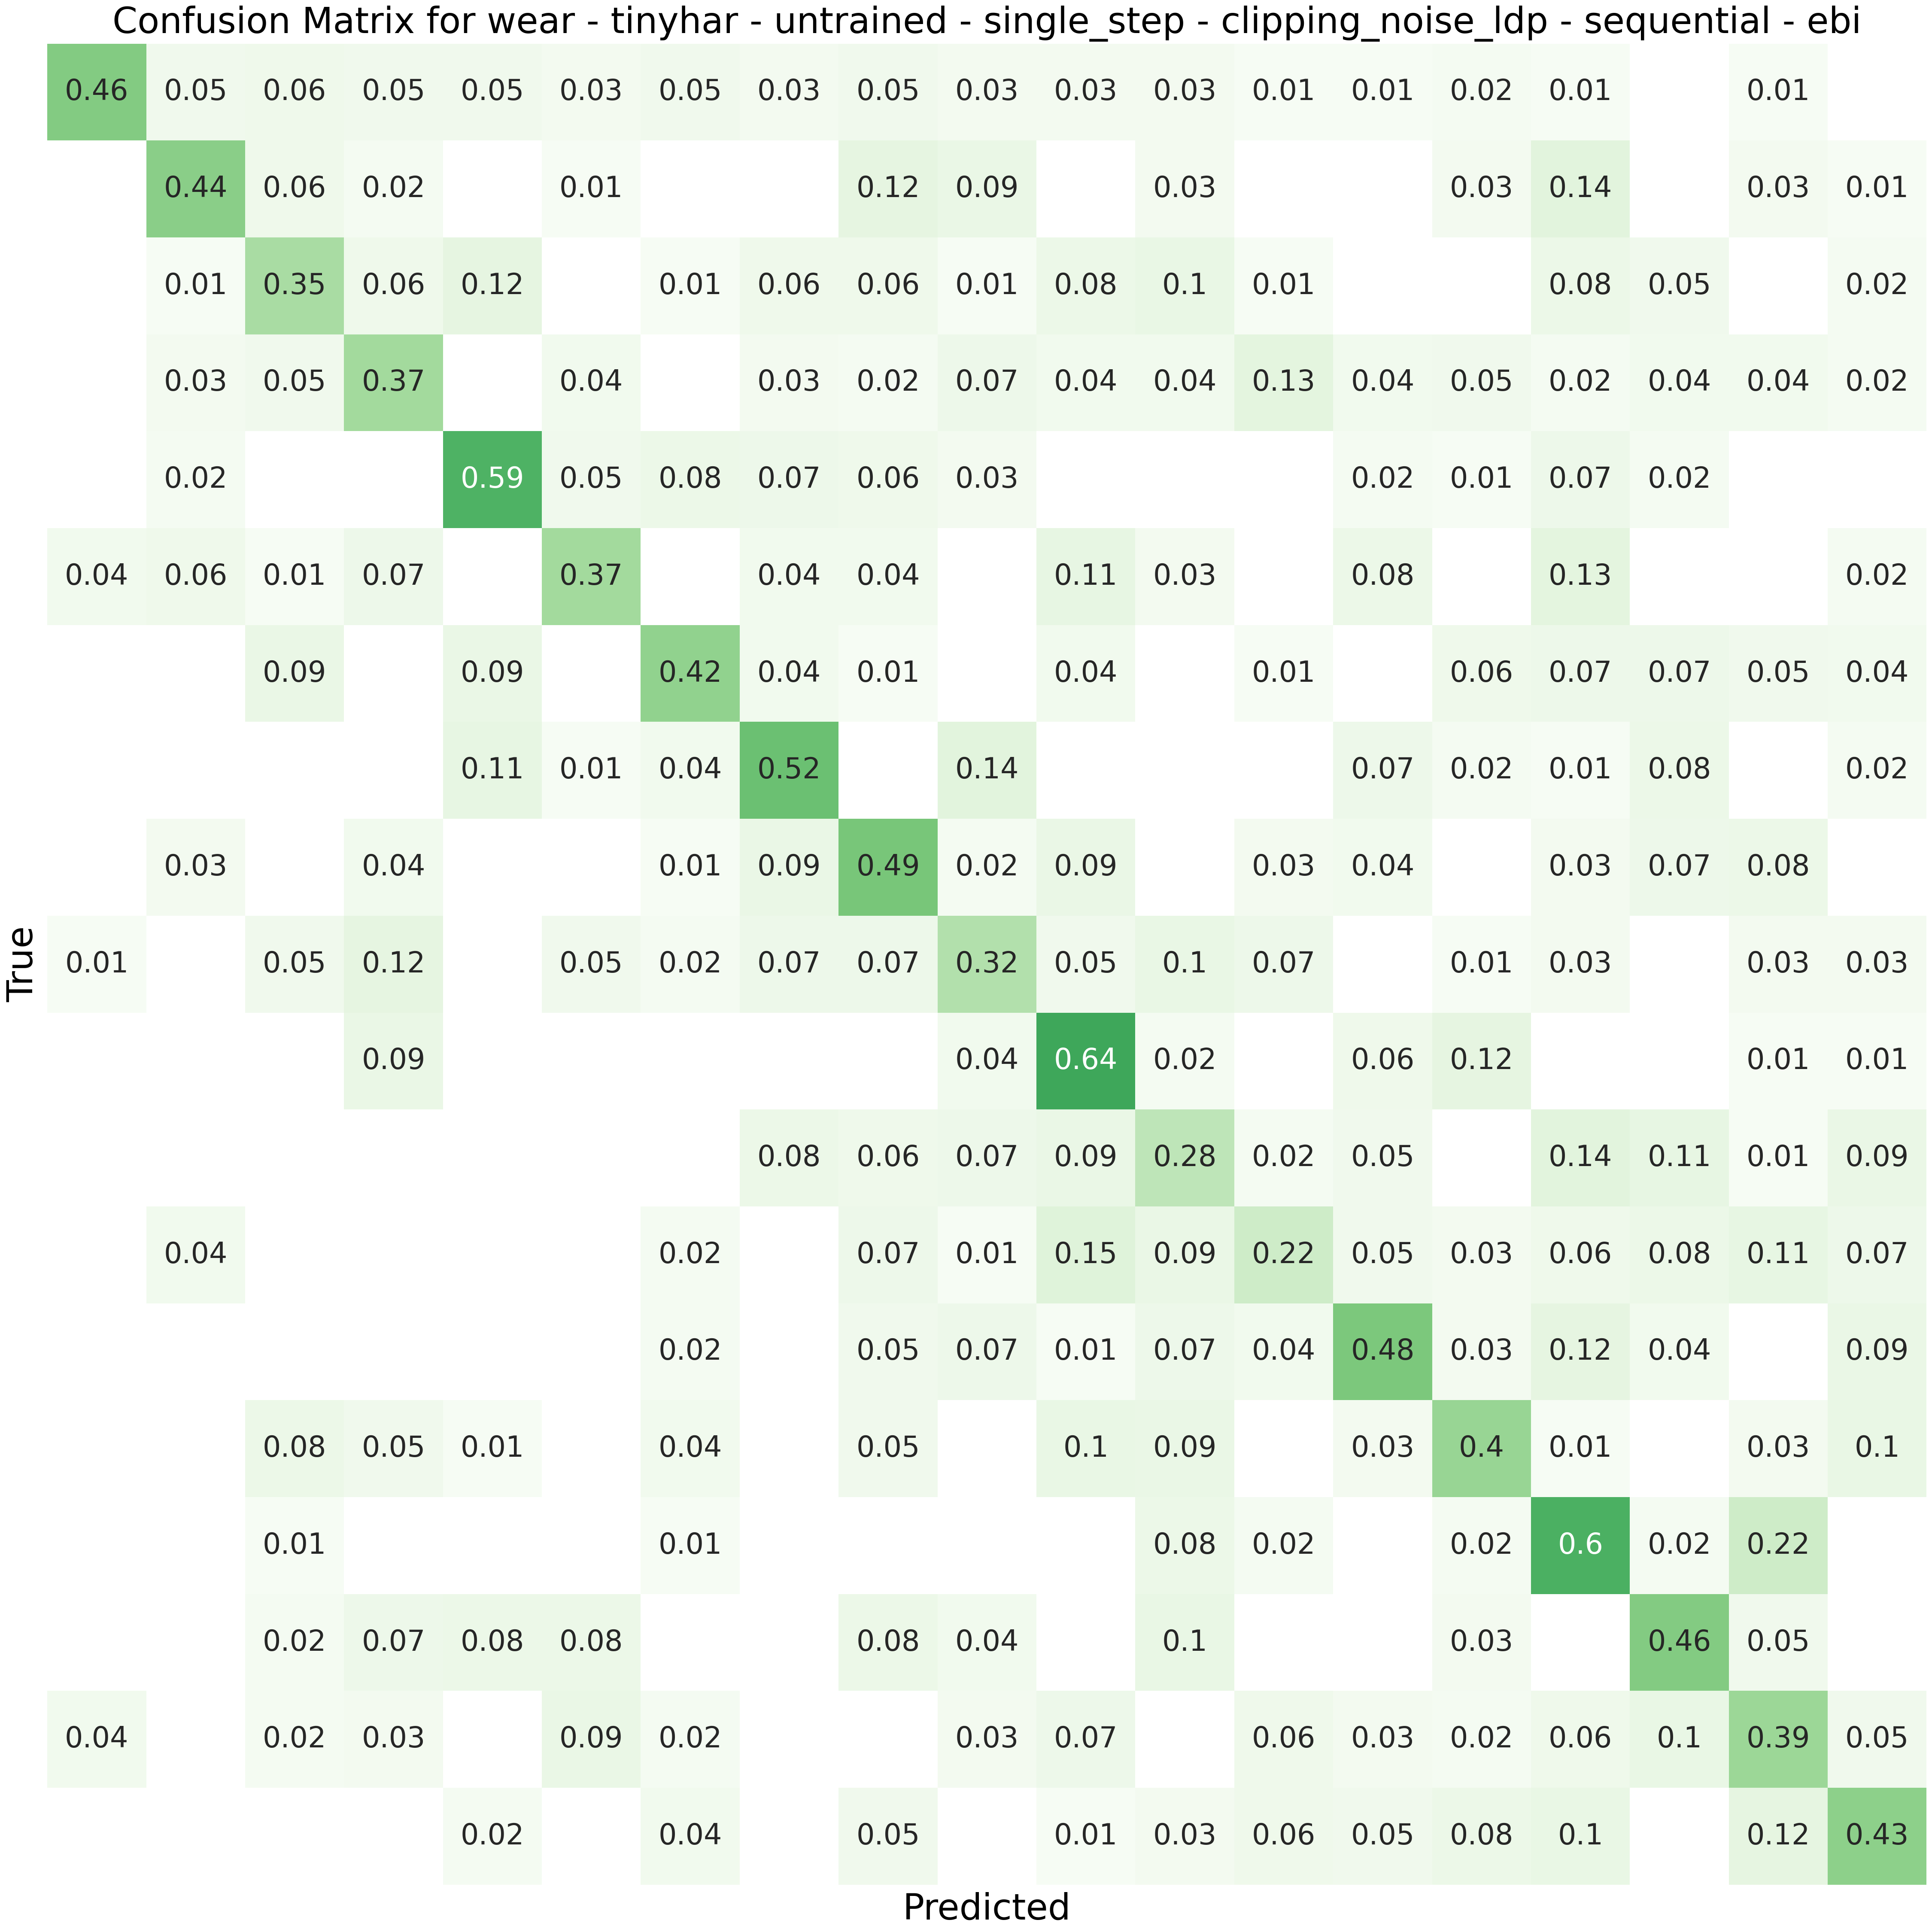 Confusion Matrix for wear - tinyhar - untrained - single_step - clipping_noise_ldp - sequential - ebi
0.46 0.05 0.06 0.05 0.05 0.03 0.05 0.03 0.05 0.03 0.03 0.03 0.01 0.01 0.02 0.01 0.01
0.44 0.06 0.02 0.01 0.12 0.09 0.03 0.03 0.14 0.03 0.01
0.01 0.35 0.06 0.12 0.01 0.06 0.06 0.01 0.08 0.1 0.01 0.08 0.05 0.02
0.03 0.05 0.37 0.04 0.03 0.02 0.07 0.04 0.04 0.13 0.04 0.05 0.02 0.04 0.04 0.02
0.02 0.59 0.05 0.08 0.07 0.06 0.03 0.02 0.01 0.07 0.02
0.04 0.06 0.01 0.07 0.37 0.04 0.04 0.11 0.03 0.08 0.13 0.02
0.09 0.09 0.42 0.04 0.01 0.04 0.01 0.06 0.07 0.07 0.05 0.04
0.11 0.01 0.04 0.52 0.14 0.07 0.02 0.01 0.08 0.02
0.03 0.04 0.01 0.09 0.49 0.02 0.09 0.03 0.04 0.03 0.07 0.08
0.01 0.05 0.12 0.05 0.02 0.07 0.07 0.32 0.05 0.1 0.07 0.01 0.03 0.03 0.03
0.09 0.04 0.64 0.02 0.06 0.12 0.01 0.01
0.08 0.06 0.07 0.09 0.28 0.02 0.05 0.14 0.11 0.01 0.09
0.04 0.02 0.07 0.01 0.15 0.09 0.22 0.05 0.03 0.06 0.08 0.11 0.07
0.02 0.05 0.07 0.01 0.07 0.04 0.48 0.03 0.12 0.04 0.09
0.08 0.05 0.01 0.04 0.05 0.1 0.09 0.03 0.4 0.01 0.03 0.1
0.01 0.01 0.08 0.02 0.02 0.6 0.02 0.22
0.02 0.07 0.08 0.08 0.08 0.04 0.1 0.03 0.46 0.05
0.04 0.02 0.03 0.09 0.02 0.03 0.07 0.06 0.03 0.02 0.06 0.1 0.39 0.05
0.02 0.04 0.05 0.01 0.03 0.06 0.05 0.08 0.1 0.12 0.43
True
Predicted